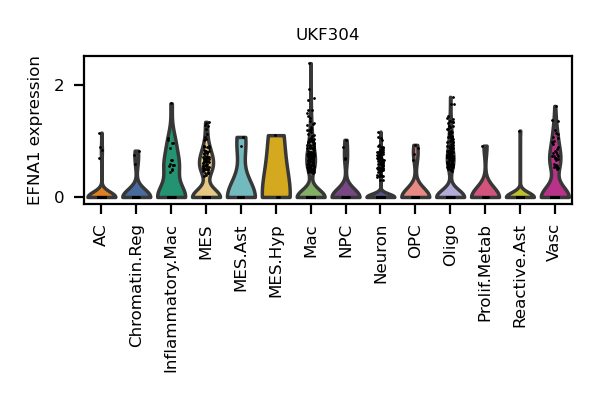 UKF304
EFNA1 expression
2
0
AC
Chromatin.Reg
Inflammatory.Mac
MES
MES.Ast
MES.Hyp
Mac
NPC
Neuron
OPC
Oligo
Prolif.Metab
Reactive.Ast
Vasc